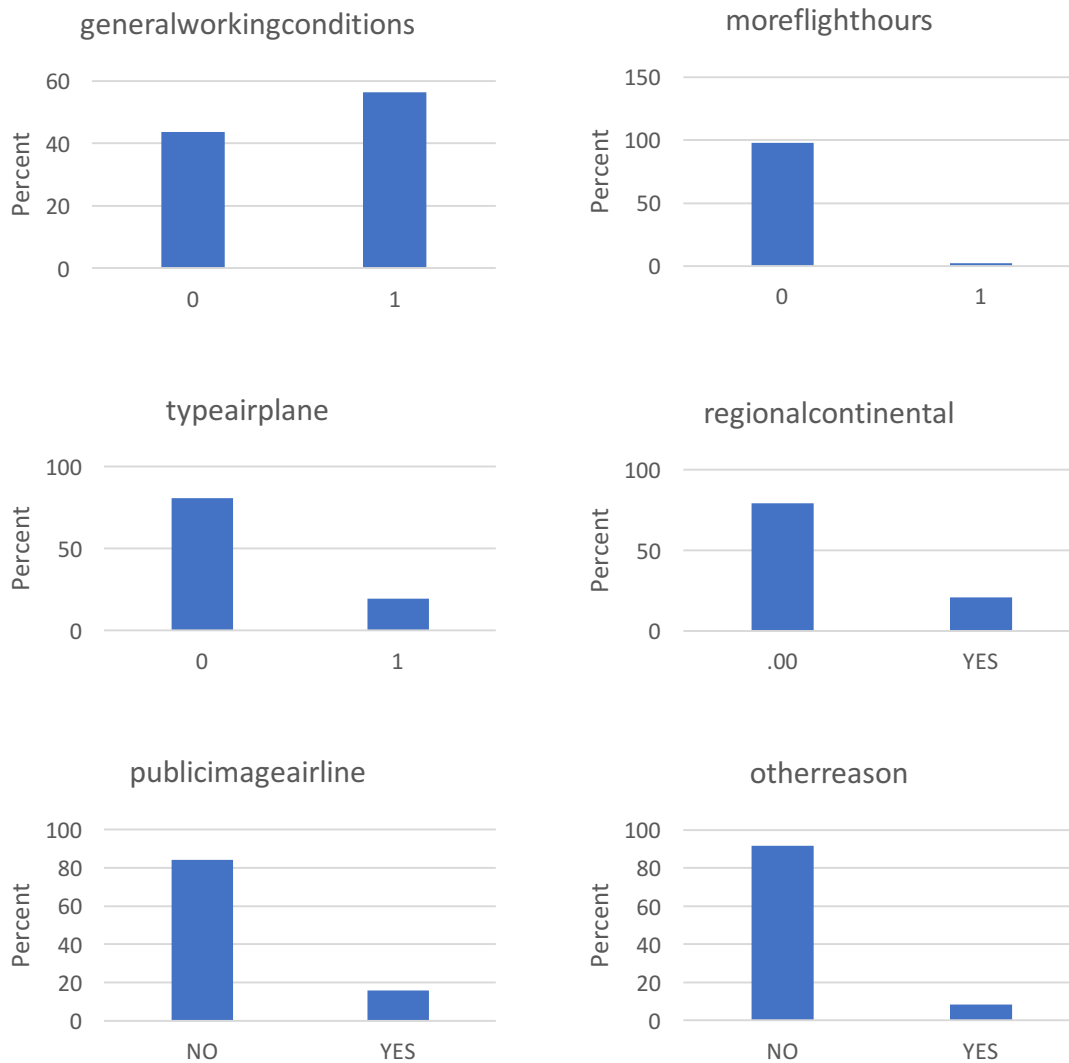 generalworkingconditions
60
40
20
0
Percent
0 1
moreflighthours
150
100
50
0
Percent
0 1
typeairplane
100
50
0
Percent
0 1
regionalcontinental
100
50
0
Percent
.00 YES
publicimageairline
100
80
60
40
20
0
Percent
NO YES
otherreason
100
80
60
40
20
0
Percent
NO YES